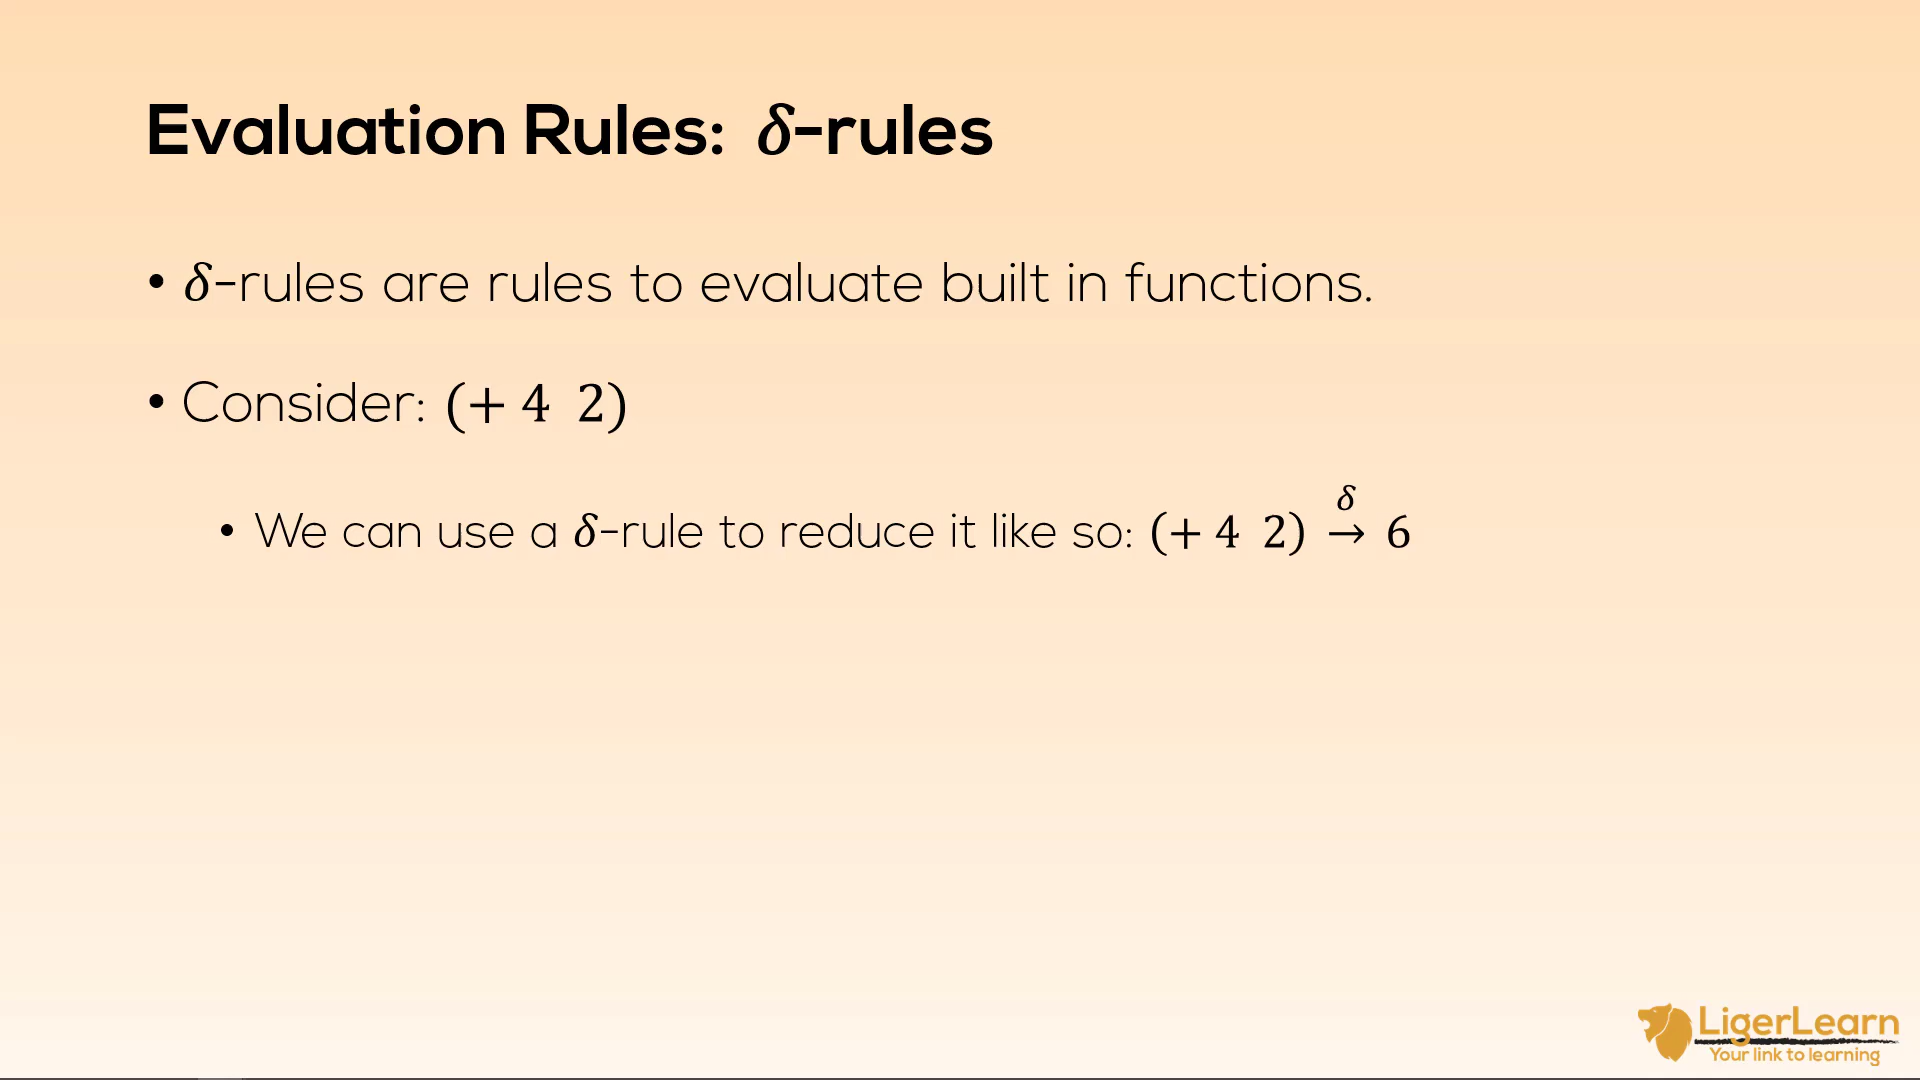 Evaluation Rules: δ-rules
• δ-rules are rules to evaluate built in functions.
• Consider: (+ 4 2)
• We can use a δ-rule to reduce it like so: (+ 4 2) →^δ 6
LigerLearn
Your link to learning